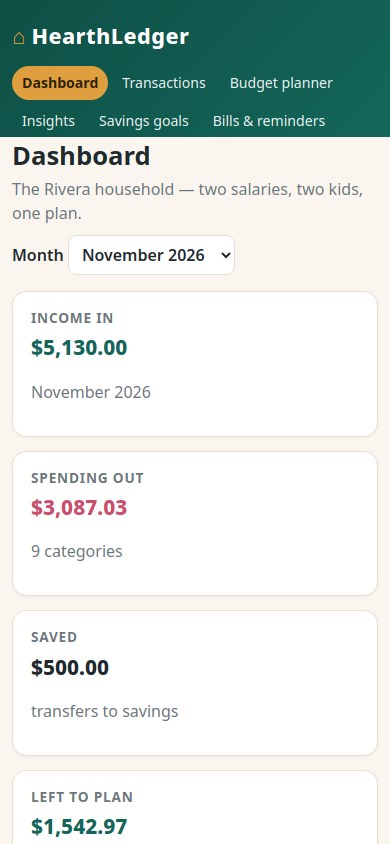 ⌂ HearthLedger
Dashboard Transactions Budget planner
Insights Savings goals Bills & reminders
Dashboard
The Rivera household — two salaries, two kids,
one plan.
Month November 2026
INCOME IN
$5,130.00
November 2026
SPENDING OUT
$3,087.03
9 categories
SAVED
$500.00
transfers to savings
LEFT TO PLAN
$1,542.97